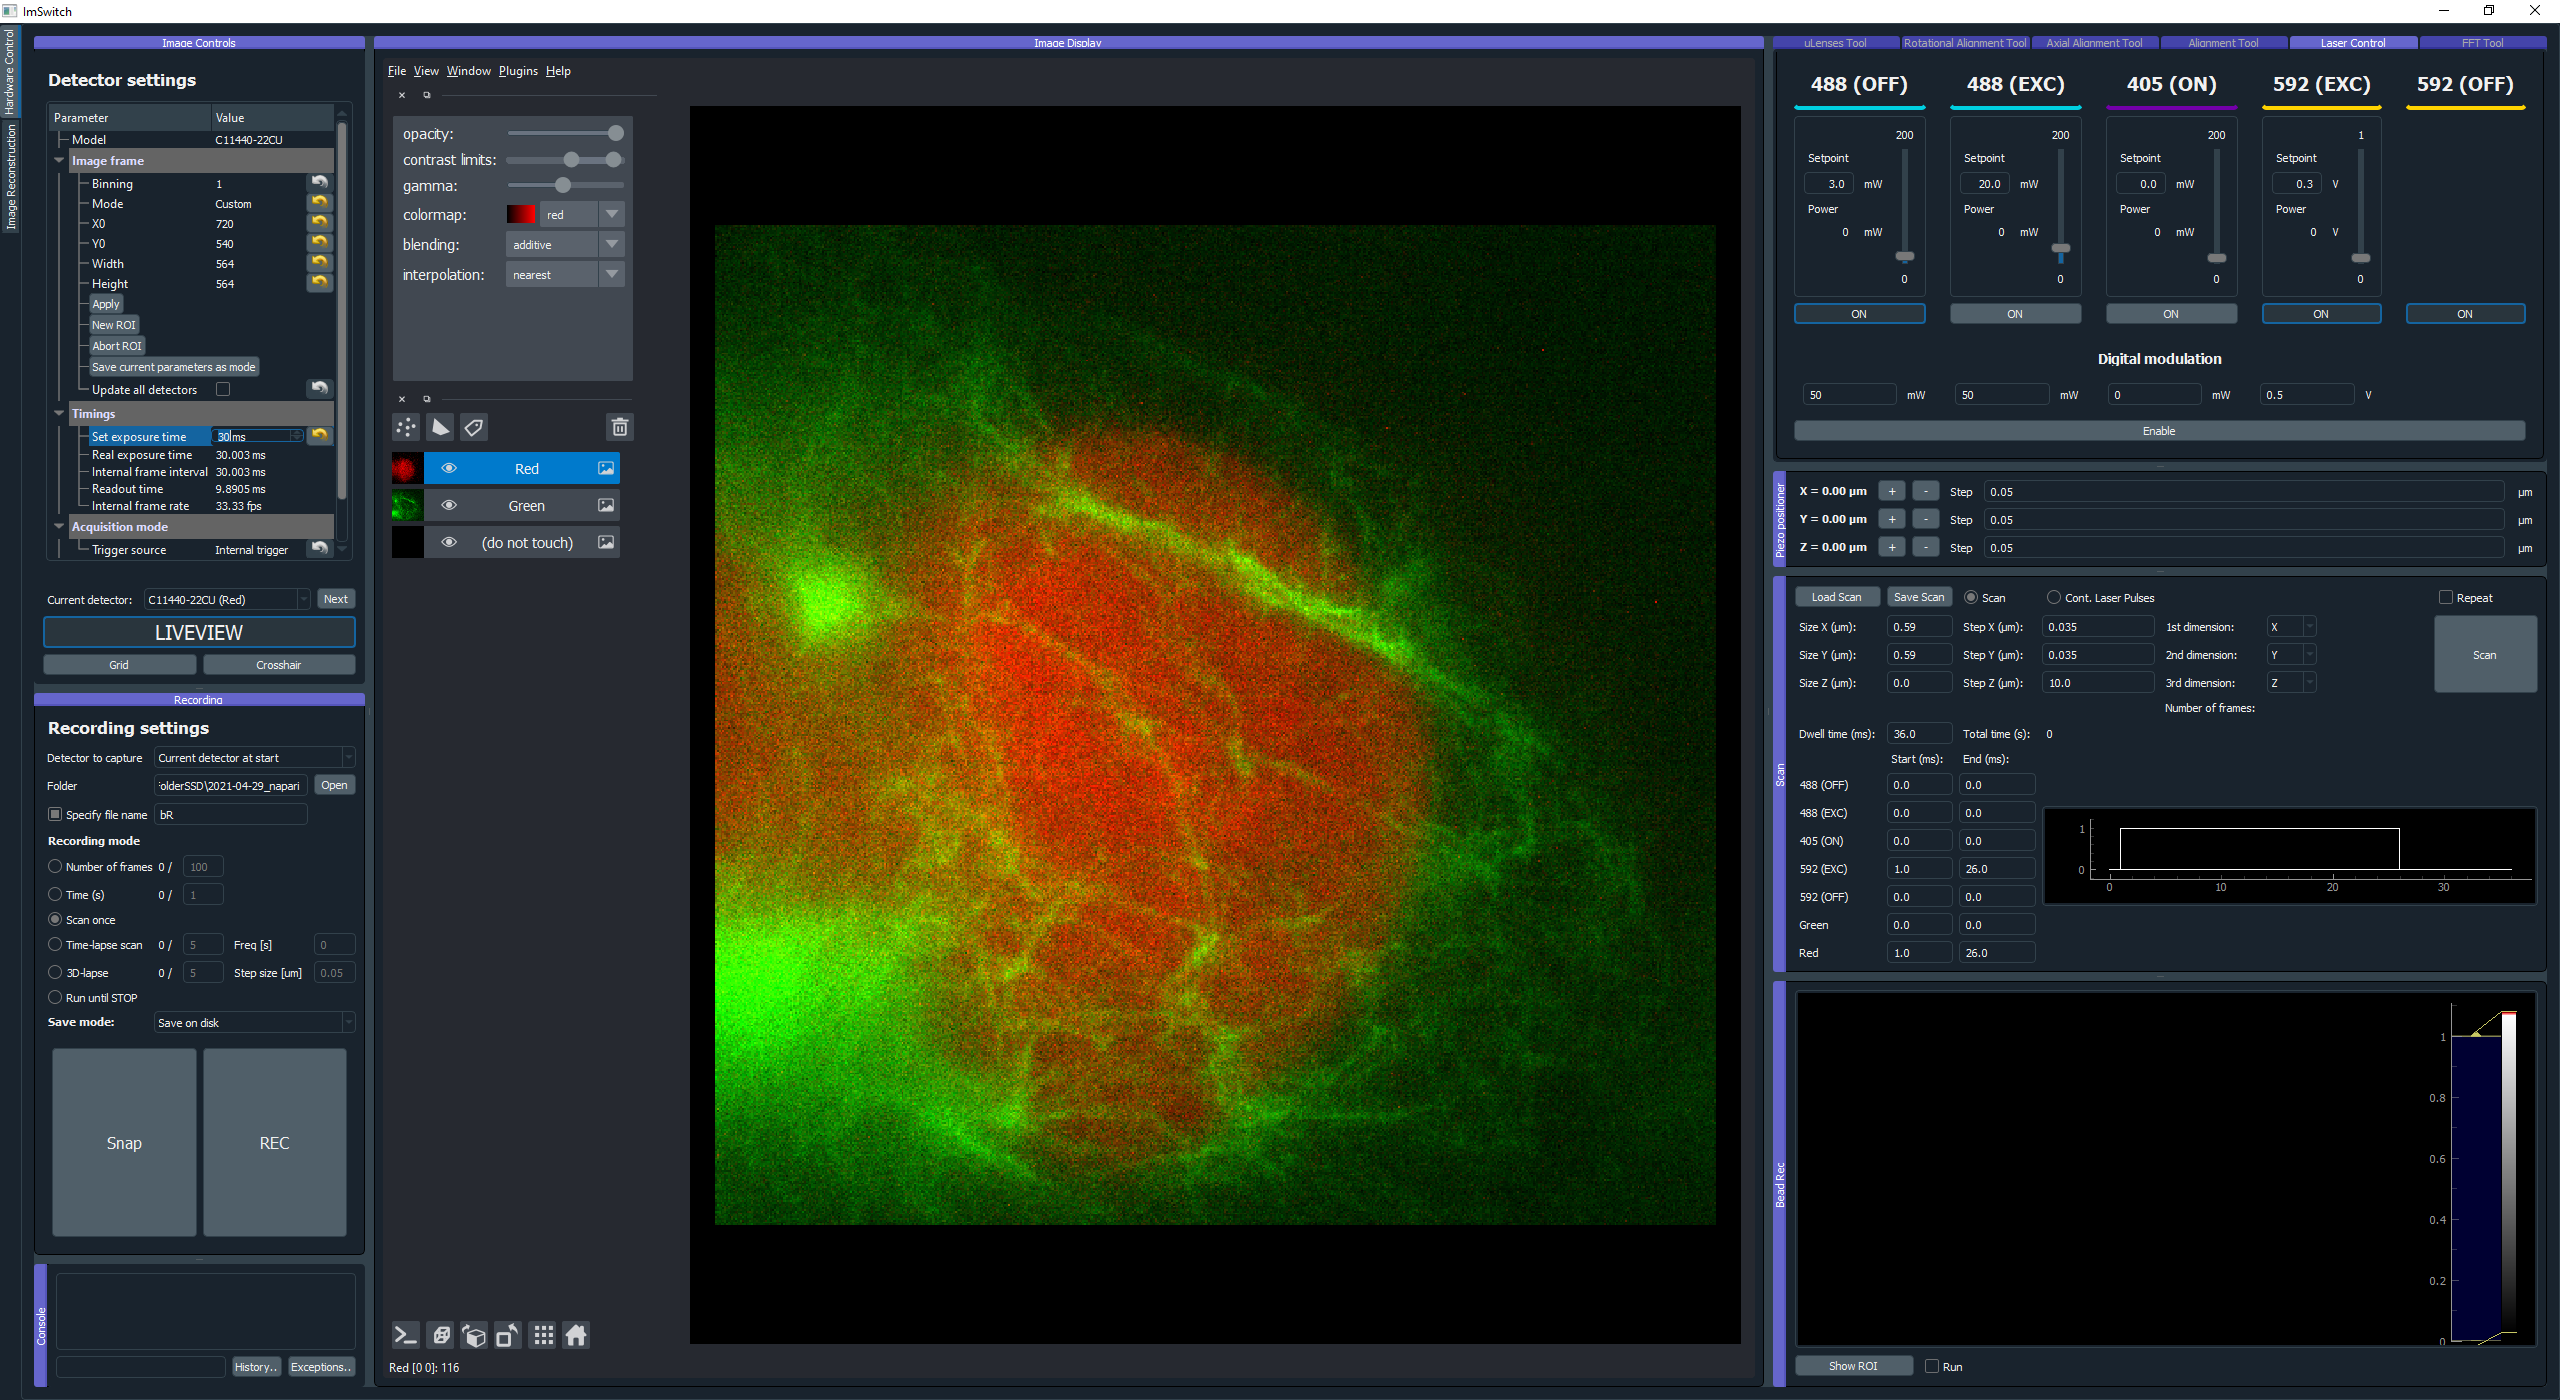 ImSwitch
Hardware Control
Image Reconstruction
Image Controls
Detector settings
Parameter Value
Model C11440-22CU
Image frame
Binning 1
Mode Custom
X0 720
Y0 540
Width 564
Height 564
Apply
New ROI
Abort ROI
Save current parameters as mode
Update all detectors
Timings
Set exposure time 30 ms
Real exposure time 30.003 ms
Internal frame interval 30.003 ms
Readout time 9.8905 ms
Internal frame rate 33.33 fps
Acquisition mode
Trigger source Internal trigger
Current detector: C11440-22CU (Red) Next
LIVEVIEW
Grid Crosshair
Recording
Recording settings
Detector to capture Current detector at start
Folder olderSSD\2021-04-29_napari Open
Specify file name bR
Recording mode
Number of frames 0 / 100
Time (s) 0 / 1
Scan once
Time-lapse scan 0 / 5 Freq [s] 0
3D-lapse 0 / 5 Step size [um] 0.05
Run until STOP
Save mode: Save on disk
Snap REC
Console
History.. Exceptions..
Image Display
File View Window Plugins Help
opacity:
contrast limits:
gamma:
colormap: red
blending: additive
interpolation: nearest
Red
Green
(do not touch)
Red [0 0]: 116
uLenses Tool Rotational Alignment Tool Axial Alignment Tool Alignment Tool Laser Control FFT Tool
488 (OFF) 488 (EXC) 405 (ON) 592 (EXC) 592 (OFF)
200 200 200 1
Setpoint Setpoint Setpoint Setpoint
3.0 mW 20.0 mW 0.0 mW 0.3 V
Power Power Power Power
0 mW 0 mW 0 mW 0 V
0 0 0 0
ON ON ON ON ON
Digital modulation
50 mW 50 mW 0 mW 0.5 V
Enable
Piezo positioner
X = 0.00 µm + - Step 0.05 µm
Y = 0.00 µm + - Step 0.05 µm
Z = 0.00 µm + - Step 0.05 µm
Scan
Load Scan Save Scan Scan Cont. Laser Pulses Repeat
Size X (µm): 0.59 Step X (µm): 0.035 1st dimension: X
Size Y (µm): 0.59 Step Y (µm): 0.035 2nd dimension: Y
Size Z (µm): 0.0 Step Z (µm): 10.0 3rd dimension: Z
Scan
Number of frames:
Dwell time (ms): 36.0 Total time (s): 0
Start (ms): End (ms):
488 (OFF) 0.0 0.0
488 (EXC) 0.0 0.0
405 (ON) 0.0 0.0
592 (EXC) 1.0 26.0
592 (OFF) 0.0 0.0
Green 0.0 0.0
Red 1.0 26.0
1
0
0 10 20 30
Bead Rec
1
0.8
0.6
0.4
0.2
0
Show ROI Run